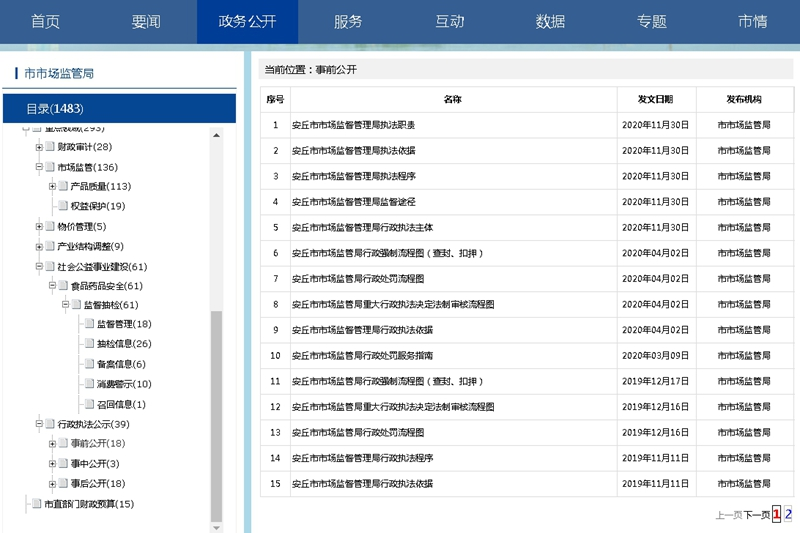 首页 要闻 政务公开 服务 互动 数据 专题 市情
市市场监管局
目录(1483)
重点领域(293)
财政审计(28)
市场监管(136)
产品质量(113)
权益保护(19)
物价管理(5)
产业结构调整(9)
社会公益事业建设(61)
食品药品安全(61)
监督抽检(61)
监督管理(18)
抽检信息(26)
备案信息(6)
消费警示(10)
召回信息(1)
行政执法公示(39)
事前公开(18)
事中公开(3)
事后公开(18)
市直部门财政预算(15)
当前位置：事前公开
序号 名称 发文日期 发布机构
1 安丘市市场监督管理局执法职责 2020年11月30日 市市场监管局
2 安丘市市场监督管理局执法依据 2020年11月30日 市市场监管局
3 安丘市市场监督管理局执法程序 2020年11月30日 市市场监管局
4 安丘市市场监督管理局监督途径 2020年11月30日 市市场监管局
5 安丘市市场监督管理局行政执法主体 2020年11月30日 市市场监管局
6 安丘市市场监管局行政强制流程图（查封、扣押） 2020年04月02日 市市场监管局
7 安丘市市场监管局行政处罚流程图 2020年04月02日 市市场监管局
8 安丘市市场监管局重大行政执法决定法制审核流程图 2020年04月02日 市市场监管局
9 安丘市市场监督管理局行政执法依据 2020年04月02日 市市场监管局
10 安丘市市场监管局行政处罚服务指南 2020年03月09日 市市场监管局
11 安丘市市场监管局行政强制流程图（查封、扣押） 2019年12月17日 市市场监管局
12 安丘市市场监管局重大行政执法决定法制审核流程图 2019年12月16日 市市场监管局
13 安丘市市场监管局行政处罚流程图 2019年12月16日 市市场监管局
14 安丘市市场监督管理局行政执法程序 2019年11月11日 市市场监管局
15 安丘市市场监督管理局行政执法依据 2019年11月11日 市市场监管局
上一页下一页 1 2